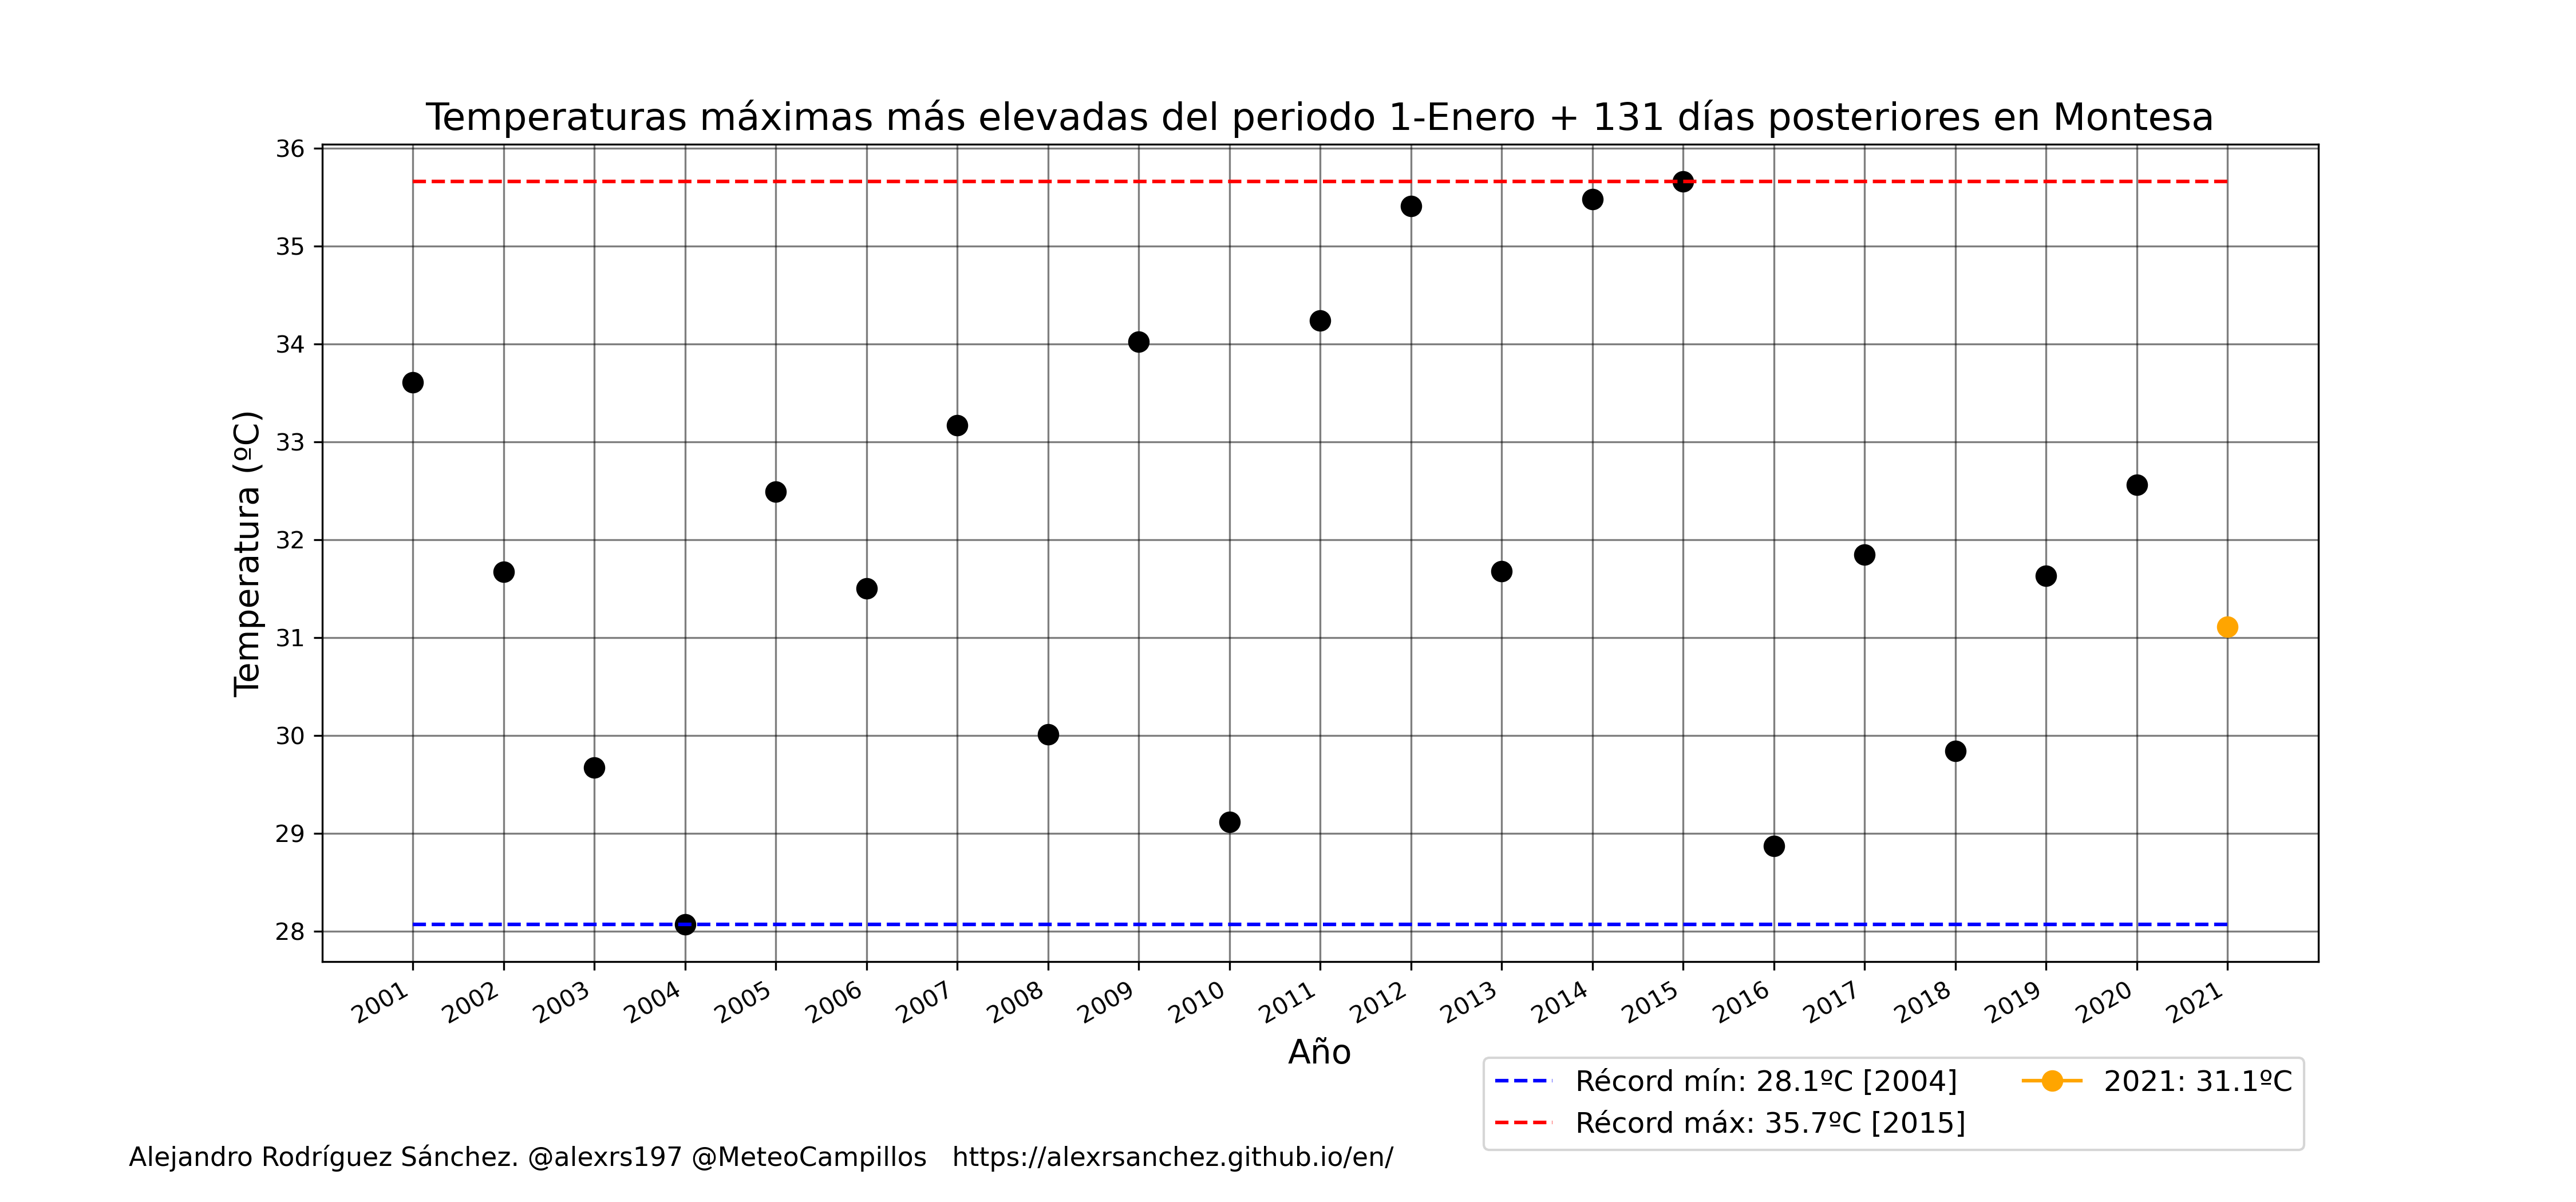 Temperaturas máximas más elevadas del periodo 1-Enero + 131 días posteriores en Montesa
Temperatura (ºC)
36
35
34
33
32
31
30
29
28
2001 2002 2003 2004 2005 2006 2007 2008 2009 2010 2011 2012 2013 2014 2015 2016 2017 2018 2019 2020 2021
Año
Récord mín: 28.1ºC [2004]
Récord máx: 35.7ºC [2015]
2021: 31.1ºC
Alejandro Rodríguez Sánchez. @alexrs197 @MeteoCampillos https://alexrsanchez.github.io/en/